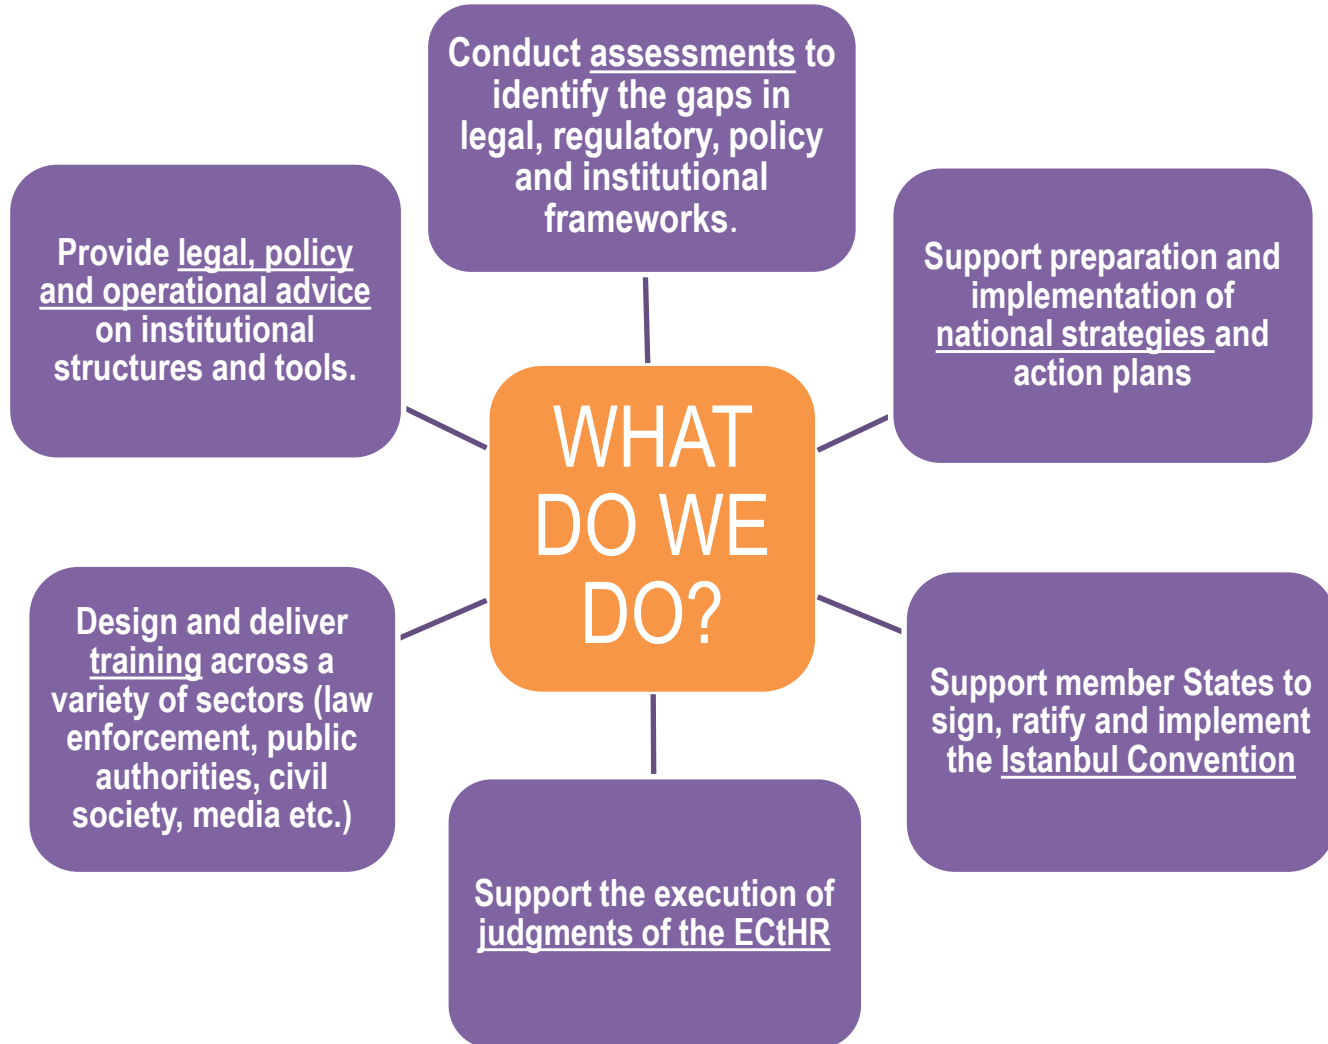 Conduct assessments to
identify the gaps in
legal, regulatory, policy
and institutional
frameworks.
Provide legal, policy
and operational advice
on institutional
structures and tools.
Support preparation and
implementation of
national strategies and
action plans
WHAT
DO WE
DO?
Design and deliver
training across a
variety of sectors (law
enforcement, public
authorities, civil
society, media etc.)
Support member States to
sign, ratify and implement
the Istanbul Convention
Support the execution of
judgments of the ECtHR